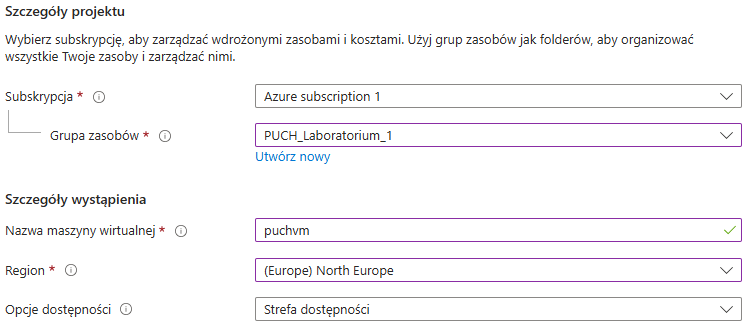 Szczegóły projektu
Wybierz subskrypcję, aby zarządzać wdrożonymi zasobami i kosztami. Użyj grup zasobów jak folderów, aby organizować
wszystkie Twoje zasoby i zarządzać nimi.
Subskrypcja * Azure subscription 1
Grupa zasobów * PUCH_Laboratorium_1
Utwórz nowy
Szczegóły wystąpienia
Nazwa maszyny wirtualnej * puchvm
Region * (Europe) North Europe
Opcje dostępności Strefa dostępności